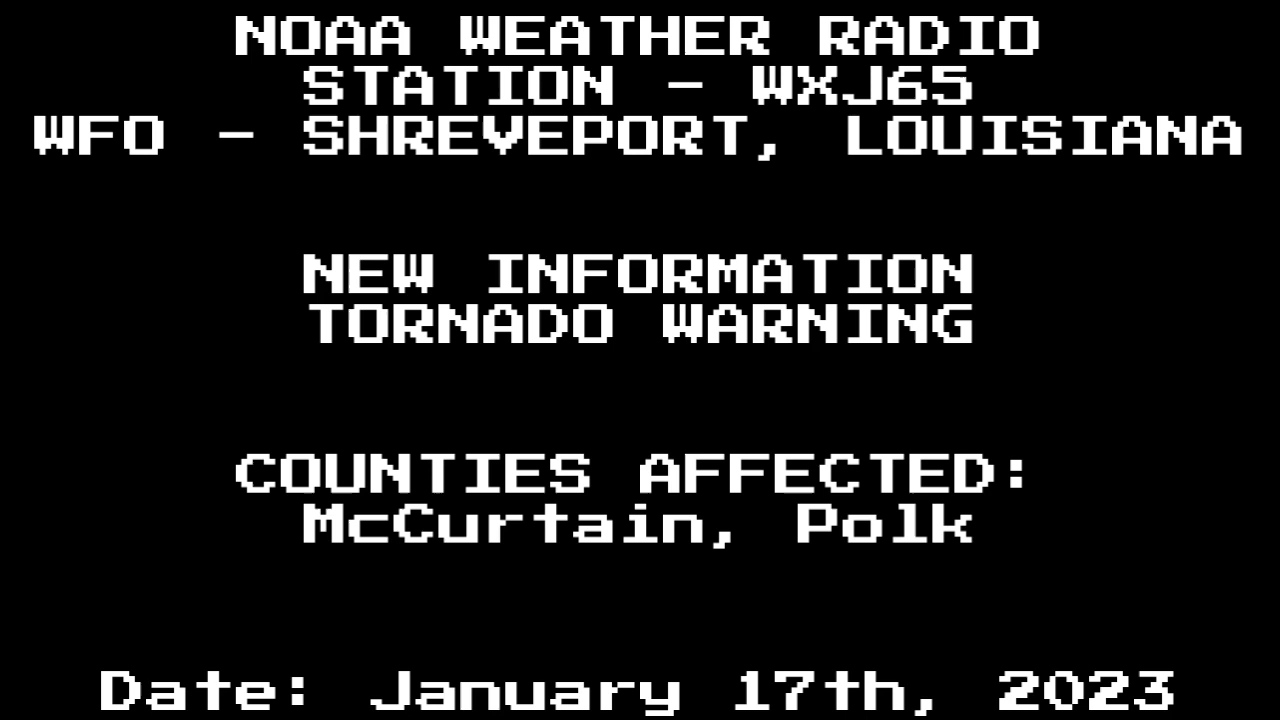 NOAA WEATHER RADIO
STATION - WXJ65
WFO - SHREVEPORT, LOUISIANA
NEW INFORMATION
TORNADO WARNING
COUNTIES AFFECTED:
McCurtain, Polk
Date: January 17th, 2023